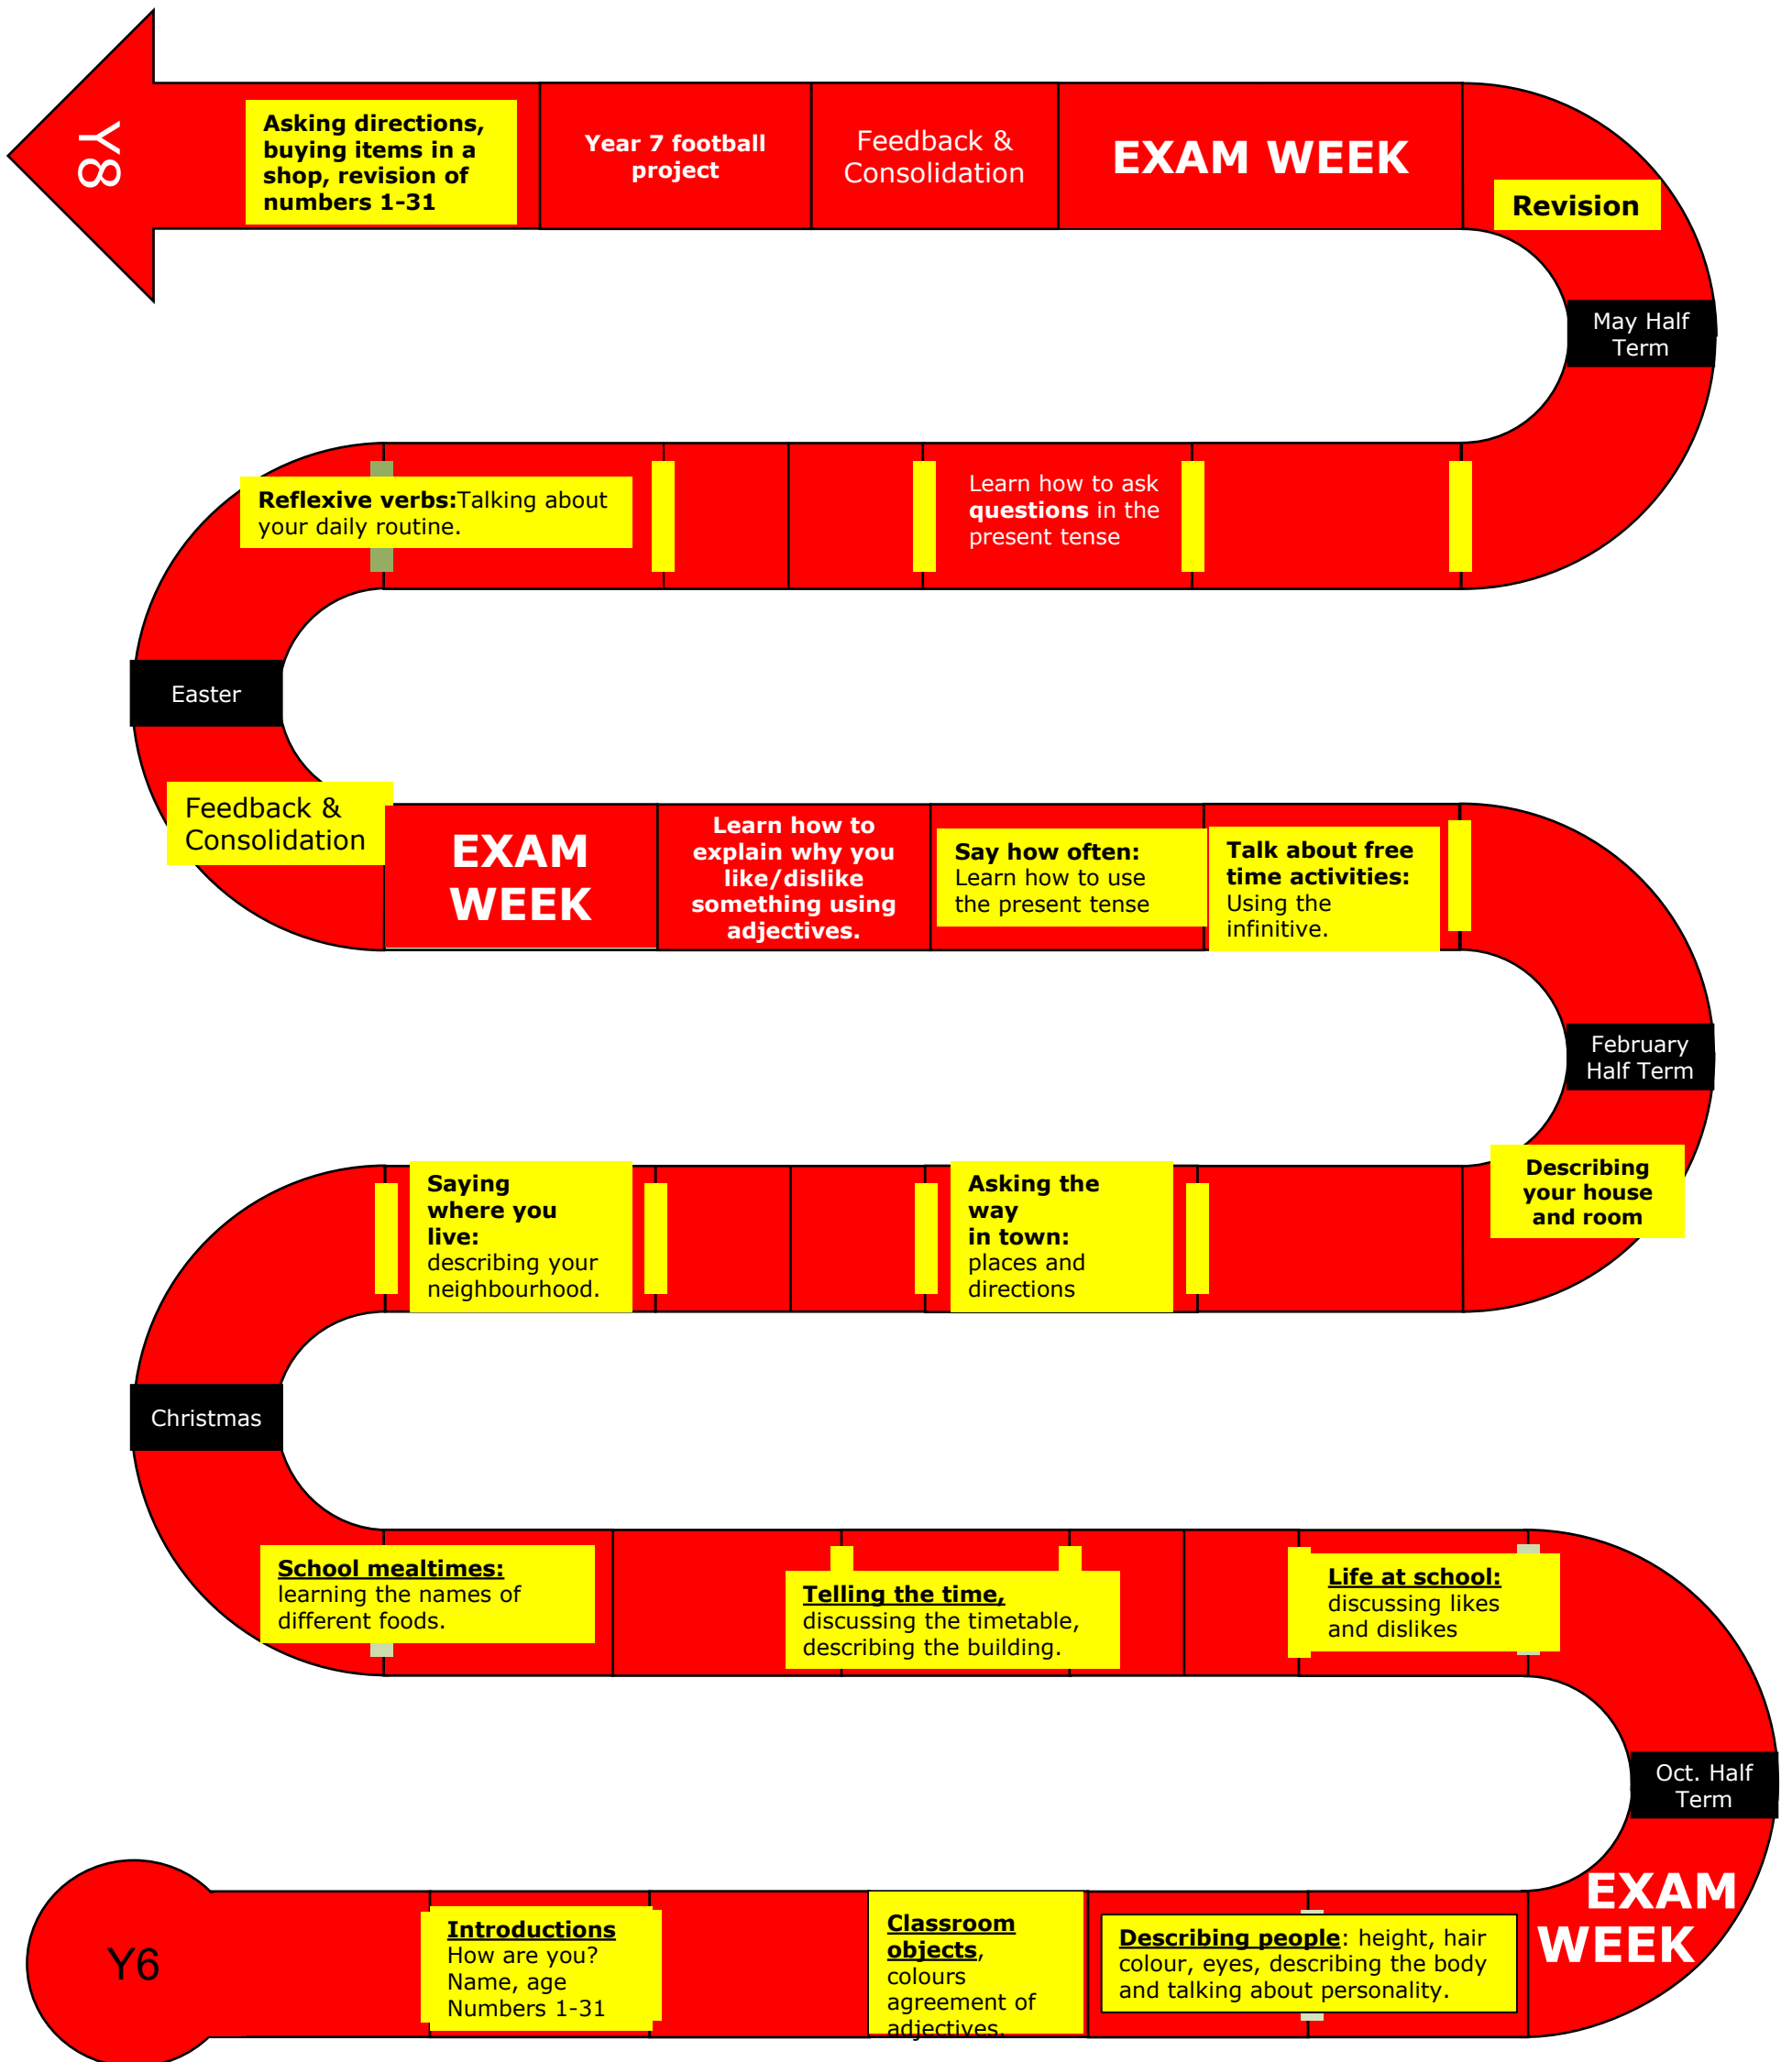 Y8
Asking directions,
buying items in a
shop, revision of
numbers 1-31
Year 7 football
project
Feedback &
Consolidation
EXAM WEEK
Revision
May Half
Term
Reflexive verbs:Talking about
your daily routine.
Learn how to ask
questions in the
present tense
Easter
Feedback &
Consolidation
EXAM
WEEK
Learn how to
explain why you
like/dislike
something using
adjectives.
Say how often:
Learn how to use
the present tense
Talk about free
time activities:
Using the
infinitive.
February
Half Term
Saying
where you
live:
describing your
neighbourhood.
Asking the
way
in town:
places and
directions
Describing
your house
and room
Christmas
School mealtimes:
learning the names of
different foods.
Telling the time,
discussing the timetable,
describing the building.
Life at school:
discussing likes
and dislikes
Oct. Half
Term
Y6
Introductions
How are you?
Name, age
Numbers 1-31
Classroom
objects,
colours
agreement of
adjectives.
Describing people: height, hair
colour, eyes, describing the body
and talking about personality.
EXAM
WEEK